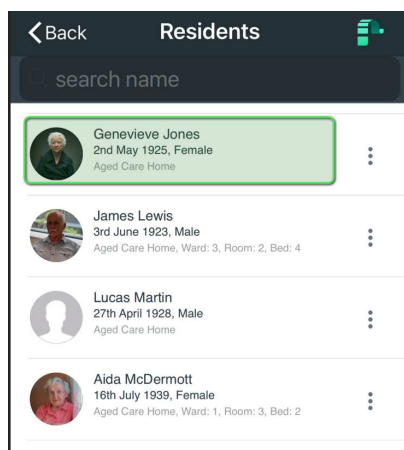 Back
Residents
search name
Genevieve Jones
2nd May 1925, Female
Aged Care Home
James Lewis
3rd June 1923, Male
Aged Care Home, Ward: 3, Room: 2, Bed: 4
Lucas Martin
27th April 1928, Male
Aged Care Home
Aida McDermott
16th July 1939, Female
Aged Care Home, Ward: 1, Room: 3, Bed: 2